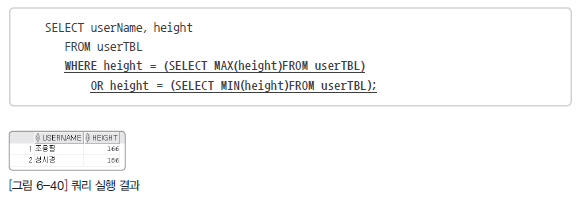 SELECT userName, height
FROM userTBL
WHERE height = (SELECT MAX(height)FROM userTBL)
OR height = (SELECT MIN(height)FROM userTBL);
USERNAME HEIGHT
1 조용필 166
2 성시경 166
[그림 6-40] 쿼리 실행 결과